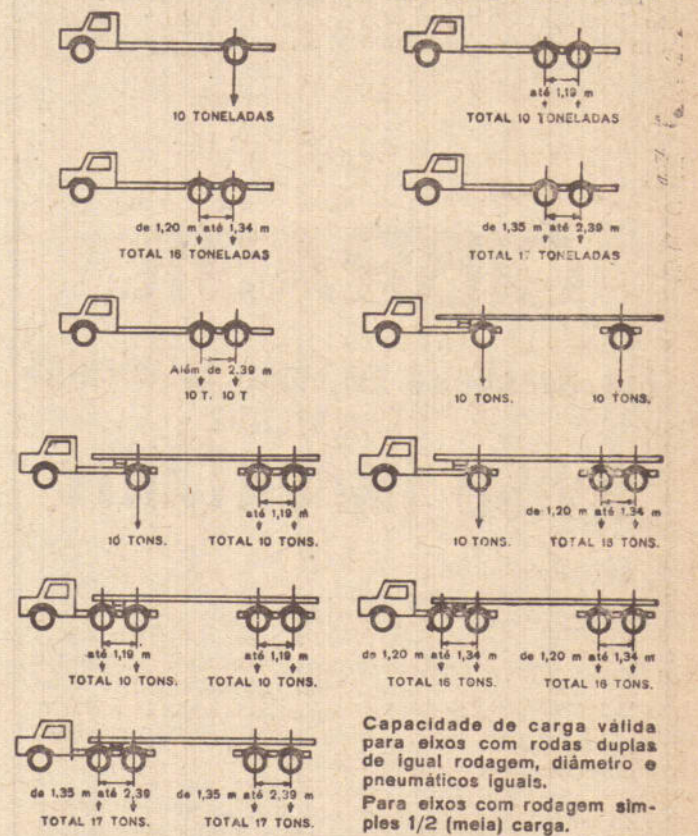 10 TONELADAS
até 1,19 m
TOTAL 10 TONELADAS
de 1,20 m até 1,34 m
TOTAL 16 TONELADAS
de 1,35 m até 2,39 m
TOTAL 17 TONELADAS
Além de 2,39 m
10 T. 10 T
10 TONS.
10 TONS.
até 1,19 m
10 TONS.
TOTAL 10 TONS.
de 1,20 m até 1,34 m
10 TONS.
TOTAL 16 TONS.
até 1,19 m
até 1,19 m
TOTAL 10 TONS.
TOTAL 10 TONS.
de 1,20 m até 1,34 m
de 1,20 m até 1,34 m
TOTAL 16 TONS.
TOTAL 16 TONS.
de 1,35 m até 2,39
de 1,35 m até 2,39
TOTAL 17 TONS.
TOTAL 17 TONS.
Capacidade de carga válida
para eixos com rodas duplas
de igual rodagem, diâmetro e
pneumáticos iguais.
Para eixos com rodagem sim-
ples 1/2 (meia) carga.